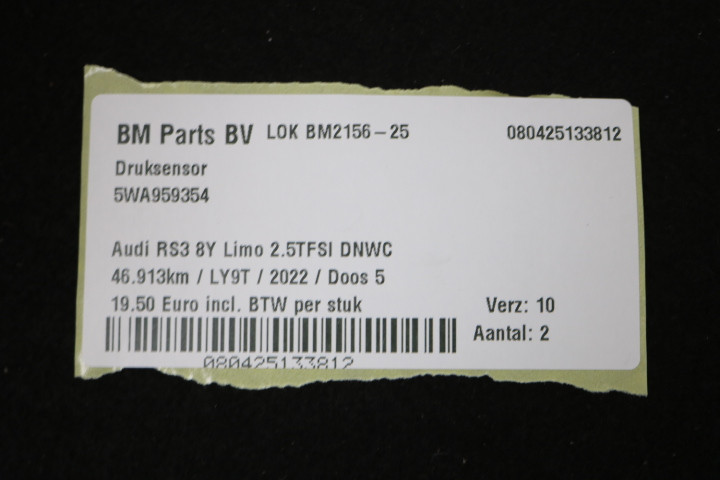 BM Parts BV LOK BM2156-25 080425133812
Druksensor
5WA959354
Audi RS3 8Y Limo 2.5TFSI DNWC
46.913km / LY9T / 2022 / Doos 5
19.50 Euro incl. BTW per stuk Verz: 10
Aantal: 2
080425133812